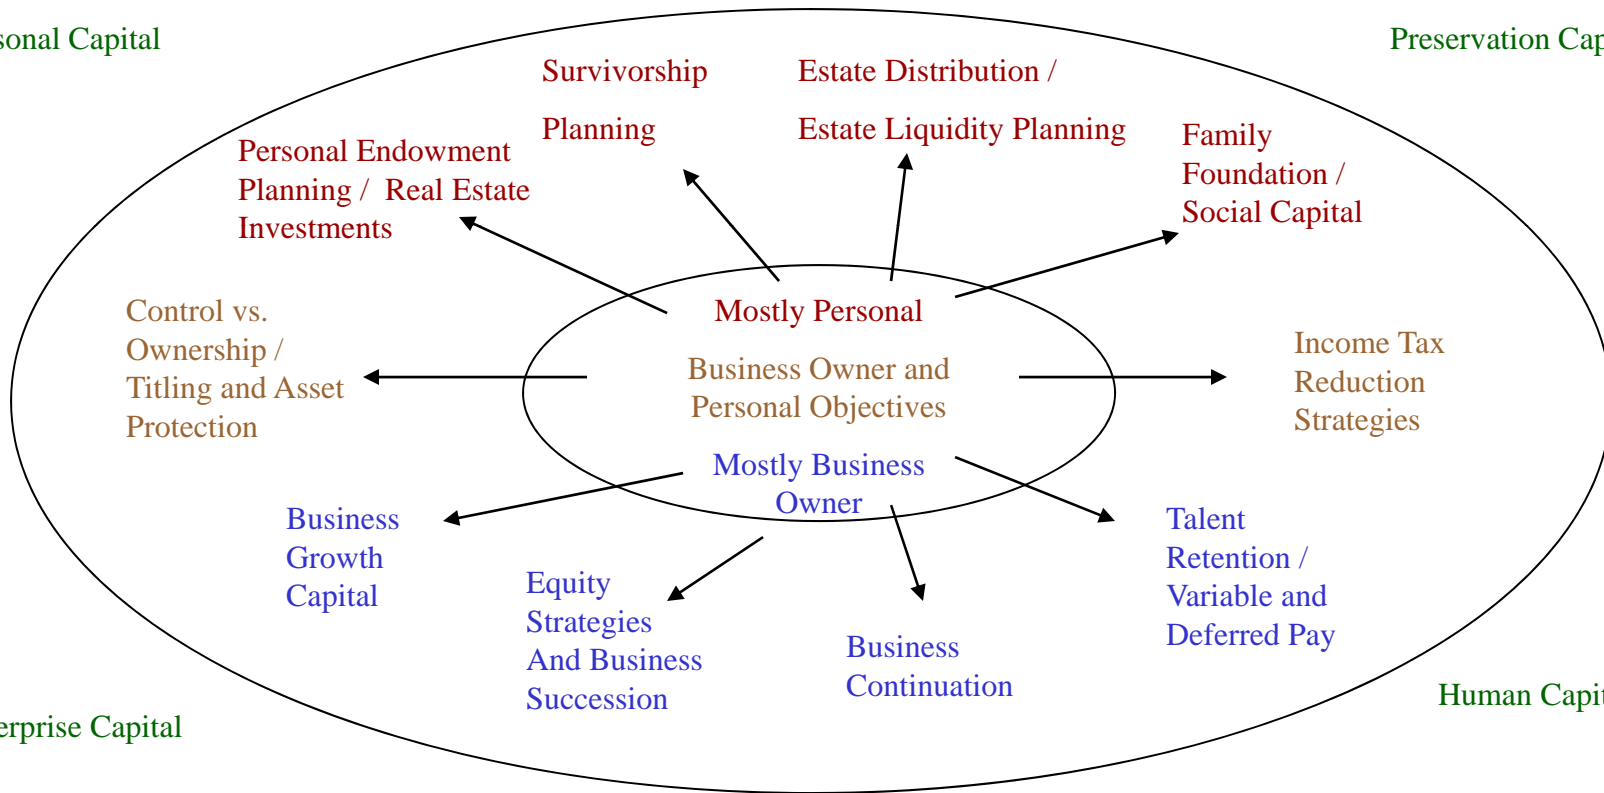 sonal Capital
Preservation Cap
Survivorship
Planning
Estate Distribution /
Estate Liquidity Planning
Family
Foundation /
Social Capital
Personal Endowment
Planning / Real Estate
Investments
Mostly Personal
Control vs.
Ownership /
Titling and Asset
Protection
Business Owner and
Personal Objectives
Income Tax
Reduction
Strategies
Mostly Business
Owner
Business
Growth
Capital
Equity
Strategies
And Business
Succession
Business
Continuation
Talent
Retention /
Variable and
Deferred Pay
erprise Capital
Human Capit